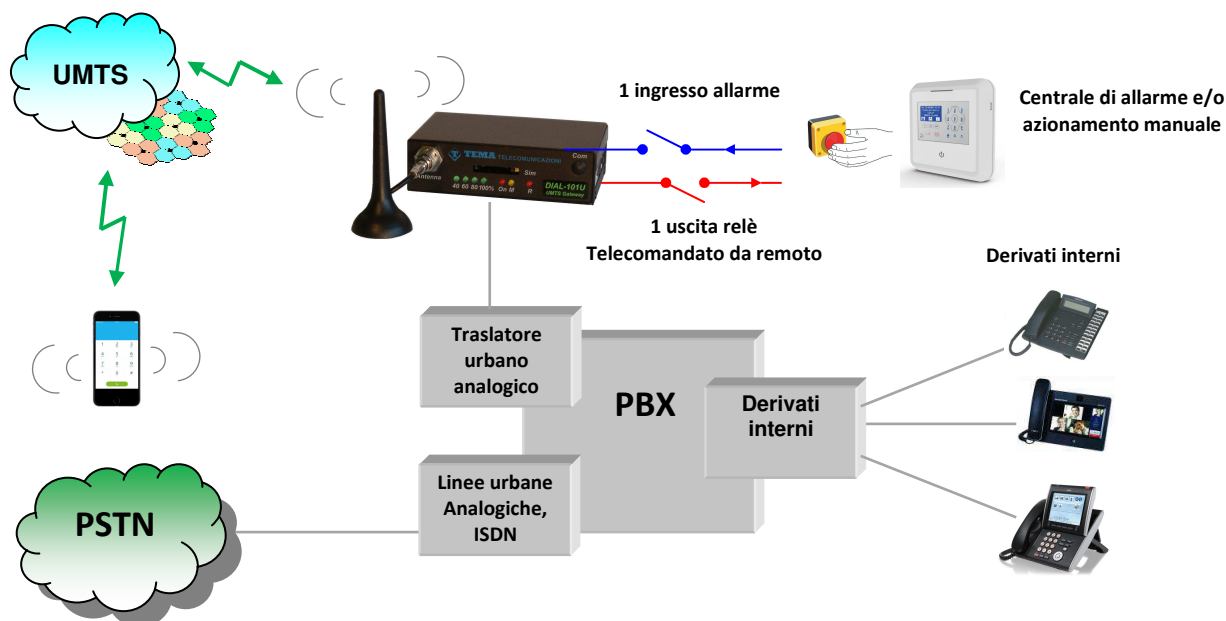 UMTS
1 ingresso allarme
Centrale di allarme e/o
azionamento manuale
TEMA TELECOMUNICAZIONI
Com
Antenna
Sim
40 60 80 100% On M R
DIAL-101U
UMTS Gateway
1 uscita relè
Telecomandato da remoto
Derivati interni
Traslatore
urbano
analogico
PBX
Derivati
interni
Linee urbane
Analogiche,
ISDN
PSTN